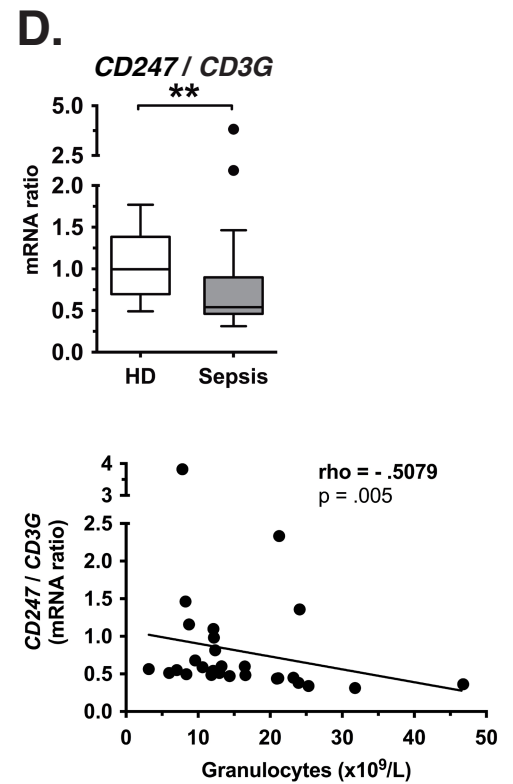 D.
CD247 / CD3G
**
5.0
2.5
2.0
1.5
1.0
0.5
0.0
mRNA ratio
HD Sepsis
4
3
2.5
2.0
1.5
1.0
0.5
0.0
CD247 / CD3G
(mRNA ratio)
rho = - .5079
p = .005
0 10 20 30 40 50
Granulocytes (x10⁹/L)